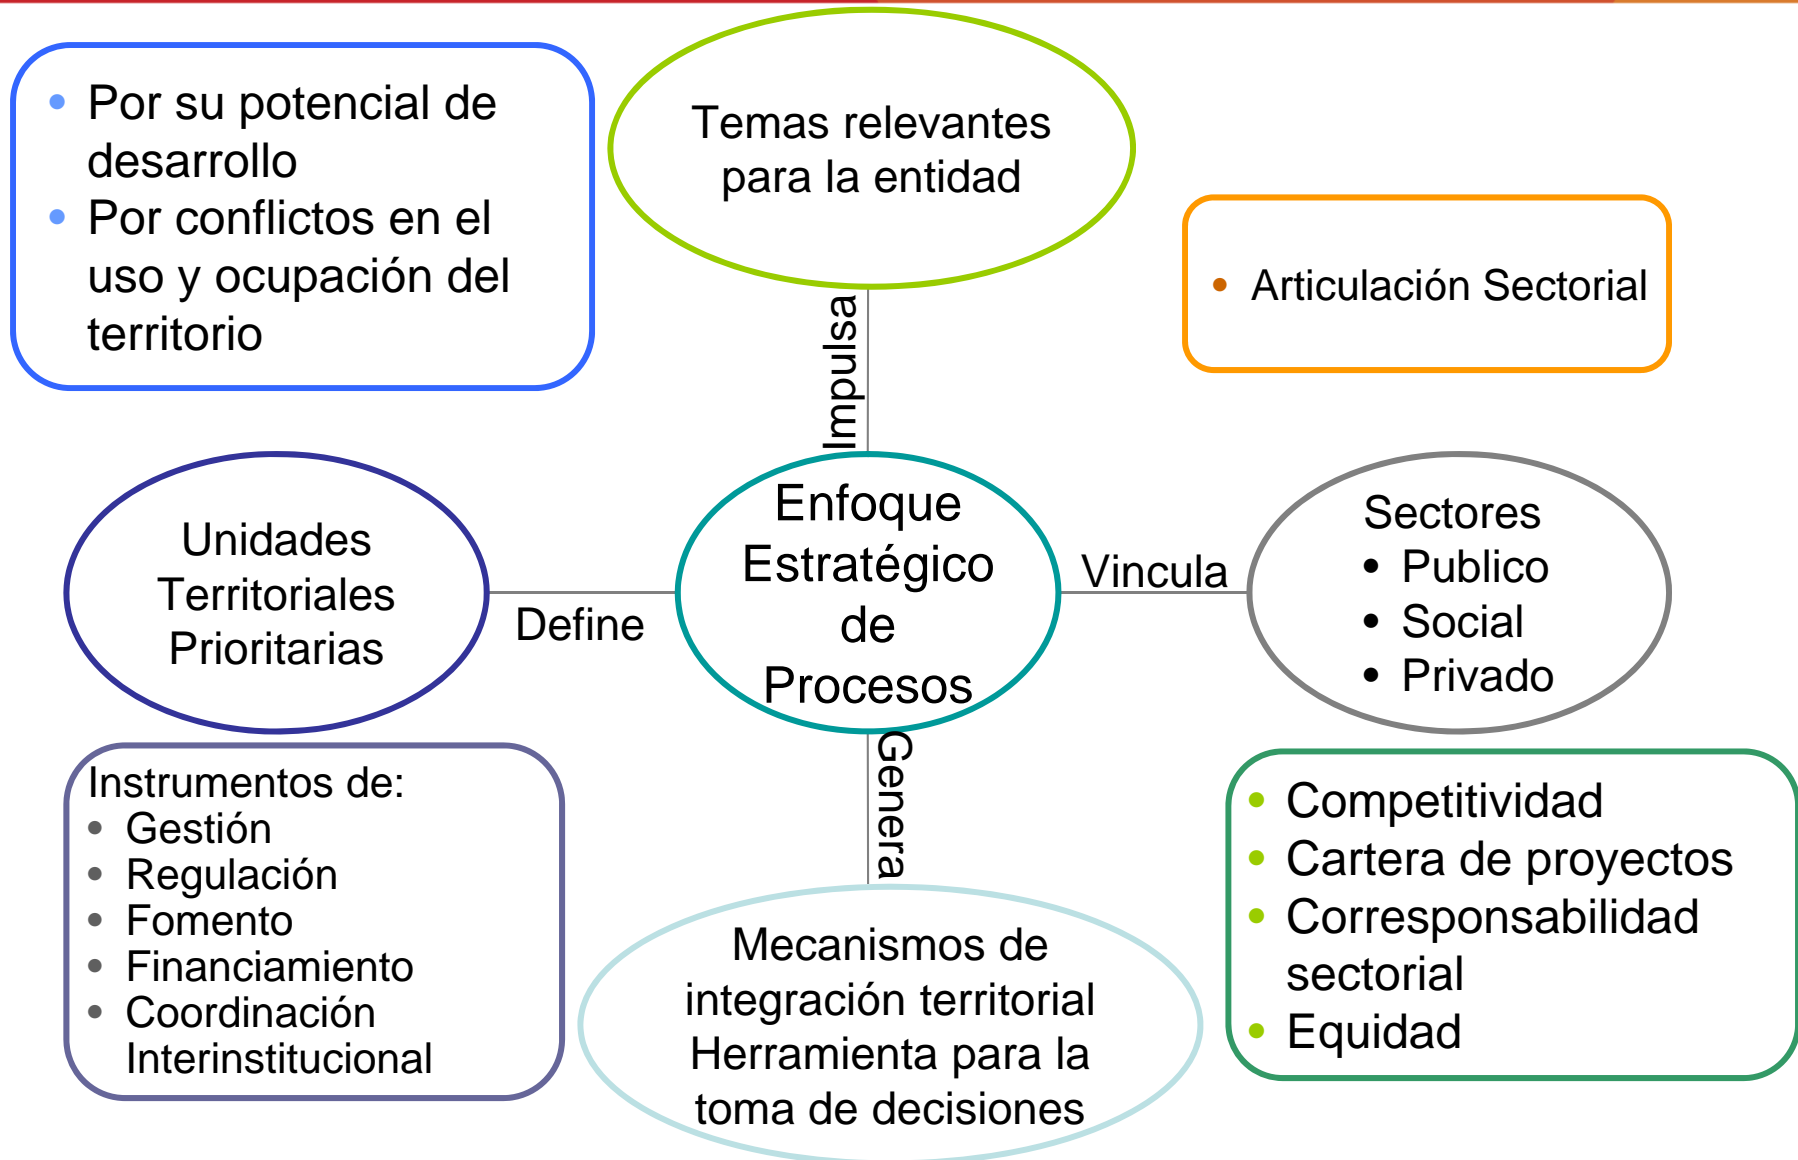 • Por su potencial de
desarrollo
• Por conflictos en el
uso y ocupación del
territorio
Temas relevantes
para la entidad
• Articulación Sectorial
Impulsa
Unidades
Territoriales
Prioritarias
Define
Enfoque
Estratégico
de
Procesos
Vincula
Sectores
• Publico
• Social
• Privado
Genera
Instrumentos de:
• Gestión
• Regulación
• Fomento
• Financiamiento
• Coordinación
Interinstitucional
Mecanismos de
integración territorial
Herramienta para la
toma de decisiones
• Competitividad
• Cartera de proyectos
• Corresponsabilidad
sectorial
• Equidad